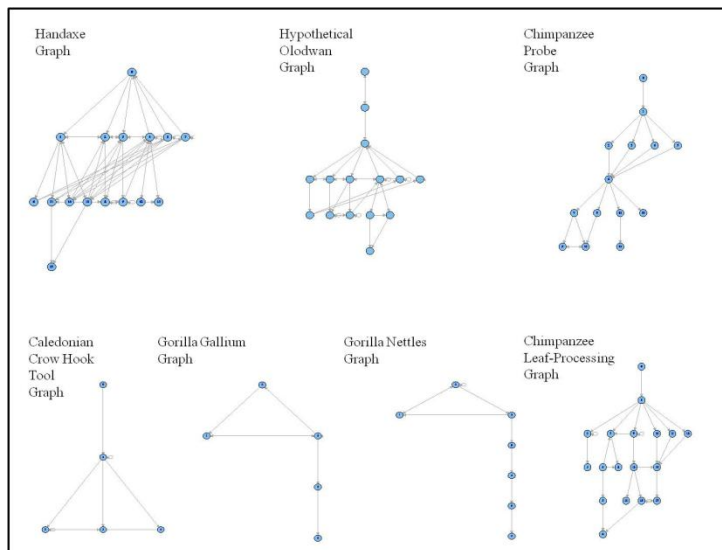 Handaxe
Graph
Hypothetical
Olodwan
Graph
Chimpanzee
Probe
Graph
Caledonian
Crow Hook
Tool
Graph
Gorilla Gallium
Graph
Gorilla Nettles
Graph
Chimpanzee
Leaf-Processing
Graph